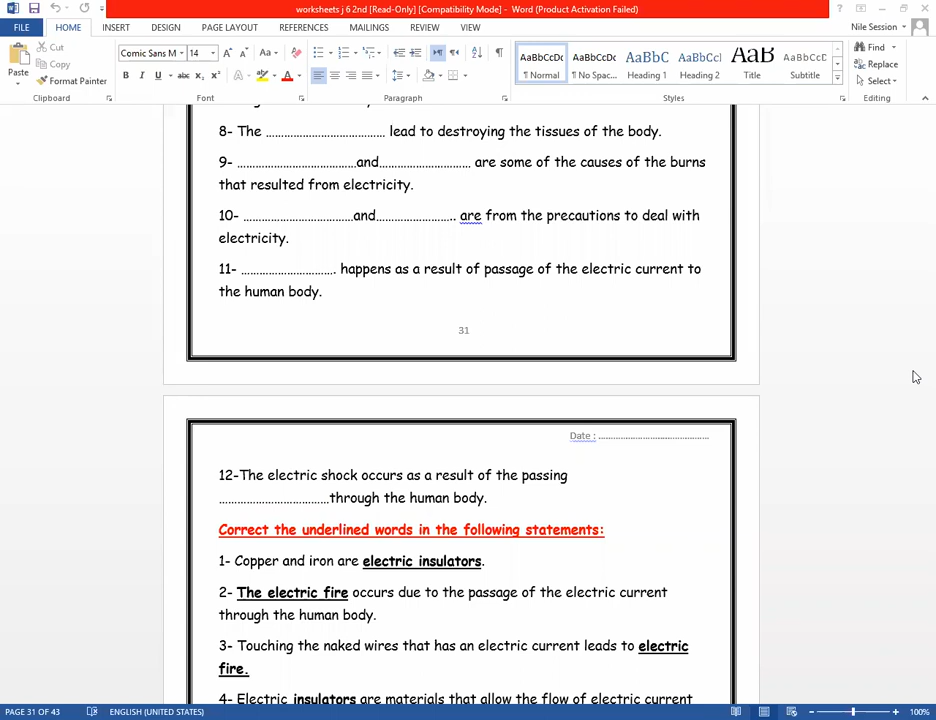 worksheets j 6 2nd [Read-Only] [Compatibility Mode] - Word (Product Activation Failed)
FILE HOME INSERT DESIGN PAGE LAYOUT REFERENCES MAILINGS REVIEW VIEW Nile Session
Cut
Copy
Format Painter
Paste
Comic Sans M 14
AaBbCcDc AaBbCcDc AaBbC AaBbCcl AaB AaBbCcD
¶ Normal ¶ No Spac... Heading 1 Heading 2 Title Subtitle
Find
Replace
Select
Clipboard Font Paragraph Styles Editing
8- The ………………………………… lead to destroying the tissues of the body.
9- …………………………………and………………………… are some of the causes of the burns
that resulted from electricity.
10- ………………………………and…………………….. are from the precautions to deal with
electricity.
11- …………………………. happens as a result of passage of the electric current to
the human body.
31
Date : …………………………………
12-The electric shock occurs as a result of the passing
………………………………through the human body.
Correct the underlined words in the following statements:
1- Copper and iron are electric insulators.
2- The electric fire occurs due to the passage of the electric current
through the human body.
3- Touching the naked wires that has an electric current leads to electric
fire.
4- Electric insulators are materials that allow the flow of electric current
PAGE 31 OF 43 ENGLISH (UNITED STATES) 100%